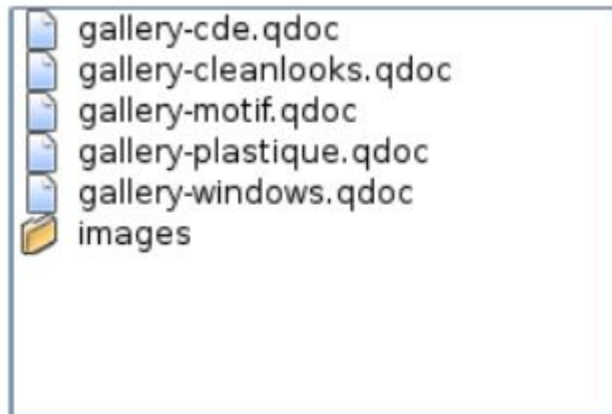 gallery-cde.qdoc
gallery-cleanlooks.qdoc
gallery-motif.qdoc
gallery-plastique.qdoc
gallery-windows.qdoc
images